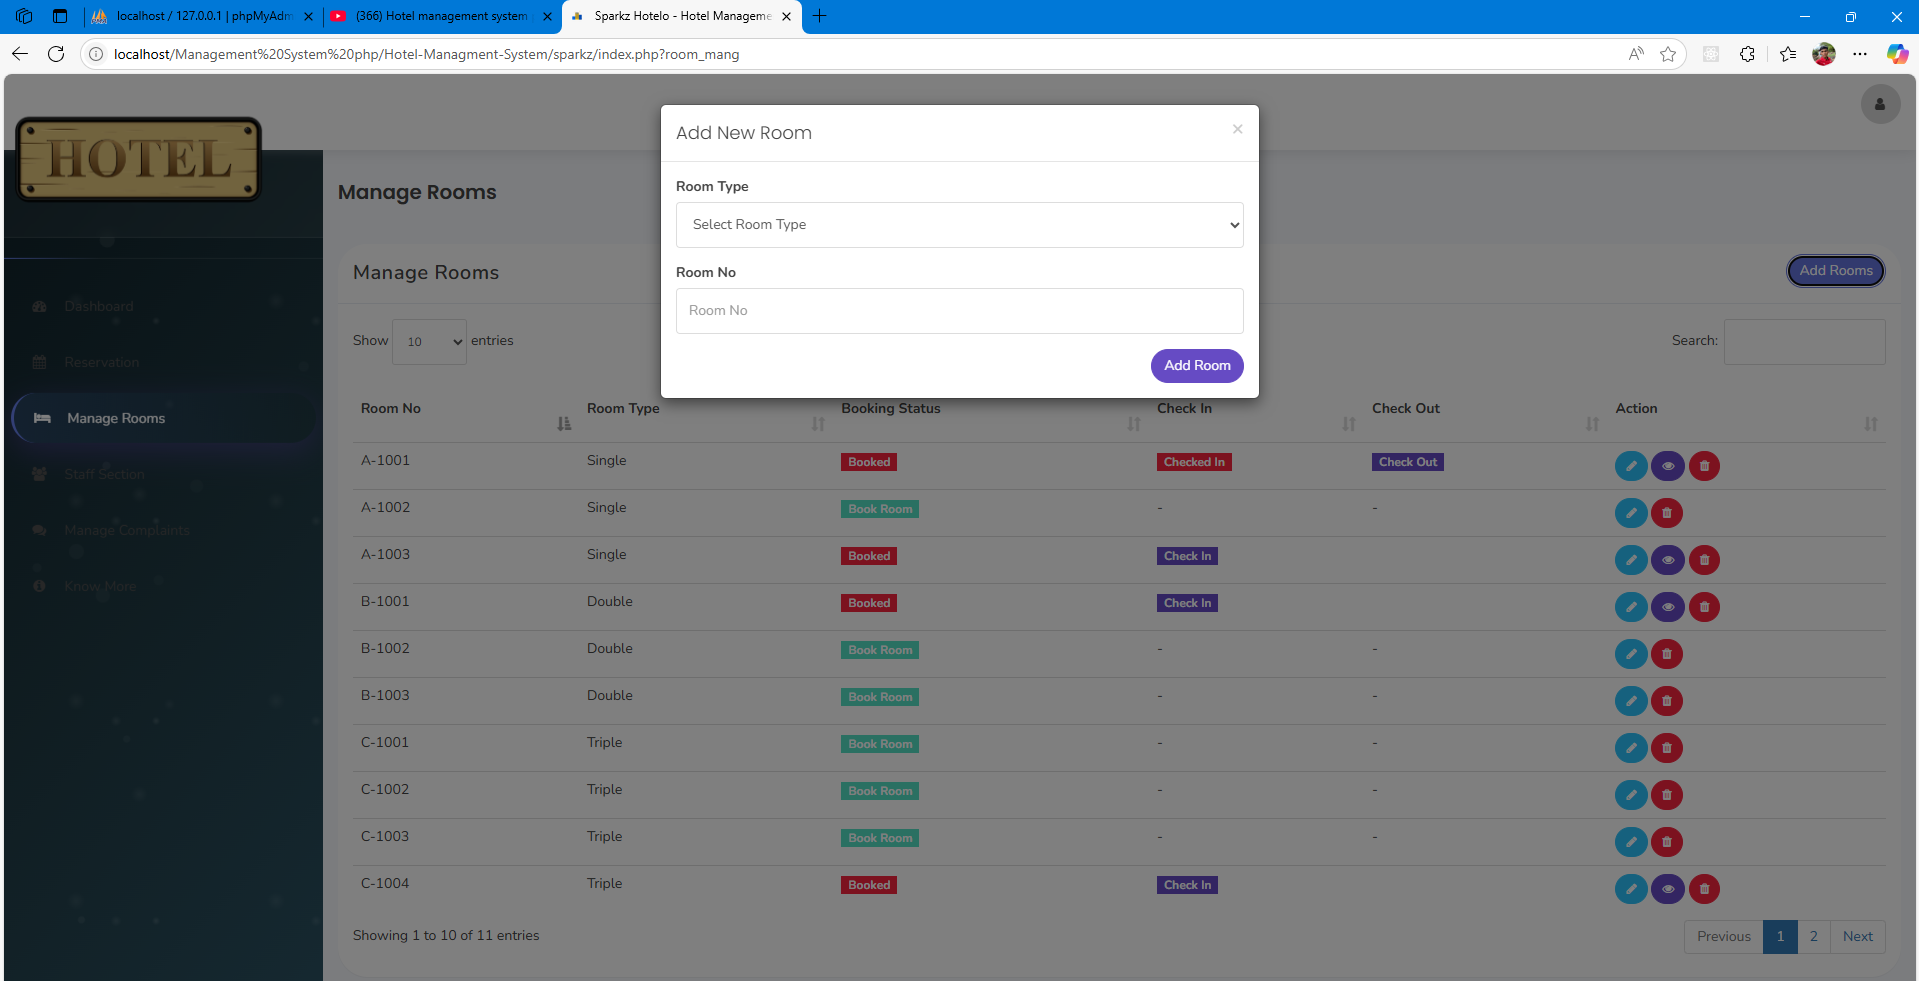 localhost / 127.0.0.1 | phpMyAdm
(366) Hotel management system
Sparkz Hotelo - Hotel Manageme
localhost/Management%20System%20php/Hotel-Managment-System/sparkz/index.php?room_mang
HOTEL
Dashboard
Reservation
Manage Rooms
Staff Section
Manage Complaints
Know More
Manage Rooms
Add New Room
×
Room Type
Select Room Type
Room No
Room No
Add Room
Manage Rooms
Add Rooms
Show 10 entries
Search:
Room No Room Type Booking Status Check In Check Out Action
A-1001 Single Booked Checked In Check Out
A-1002 Single Book Room - -
A-1003 Single Booked Check In
B-1001 Double Booked Check In
B-1002 Double Book Room - -
B-1003 Double Book Room - -
C-1001 Triple Book Room - -
C-1002 Triple Book Room - -
C-1003 Triple Book Room - -
C-1004 Triple Booked Check In
Showing 1 to 10 of 11 entries
Previous 1 2 Next